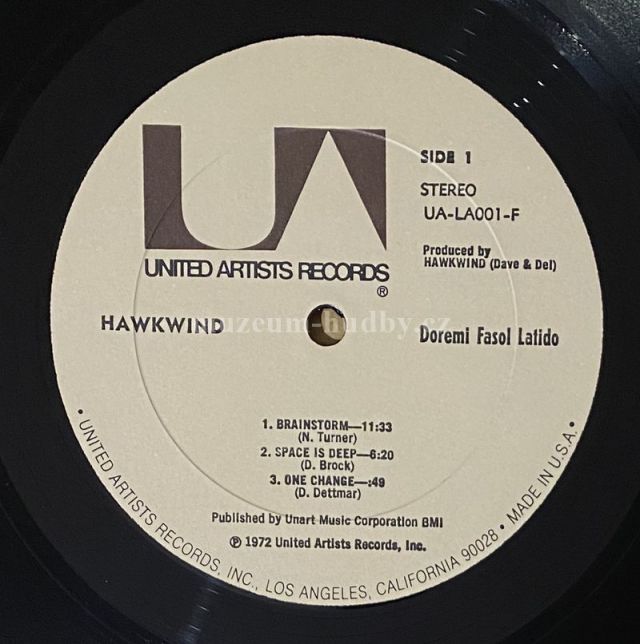 UA
UNITED ARTISTS RECORDS
®
SIDE 1
STEREO
UA-LA001-F
Produced by
HAWKWIND (Dave & Del)
HAWKWIND
muzeum-hudby.cz
Doremi Fasol Latido
1. BRAINSTORM—11:33
(N. Turner)
2. SPACE IS DEEP—6:20
(D. Brock)
3. ONE CHANGE—:49
(D. Dettmar)
Published by Unart Music Corporation BMI
℗ 1972 United Artists Records, Inc.
• UNITED ARTISTS RECORDS, INC., LOS ANGELES, CALIFORNIA 90028 • MADE IN U.S.A. •